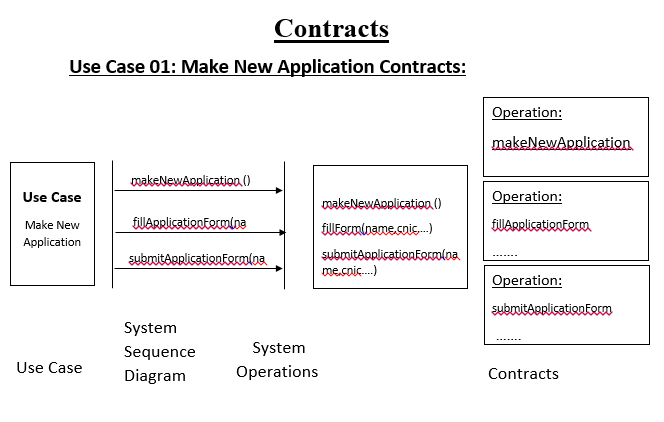 Contracts
Use Case 01: Make New Application Contracts:
Use Case
Make New
Application
makeNewApplication ()
fillApplicationForm(na
submitApplicationForm(na
makeNewApplication ()
fillForm(name,cnic,...)
submitApplicationForm(na
me,cnic....)
Operation:
makeNewApplication
Operation:
fillApplicationForm
.......
Operation:
submitApplicationForm
.......
Use Case
System
Sequence
Diagram
System
Operations
Contracts